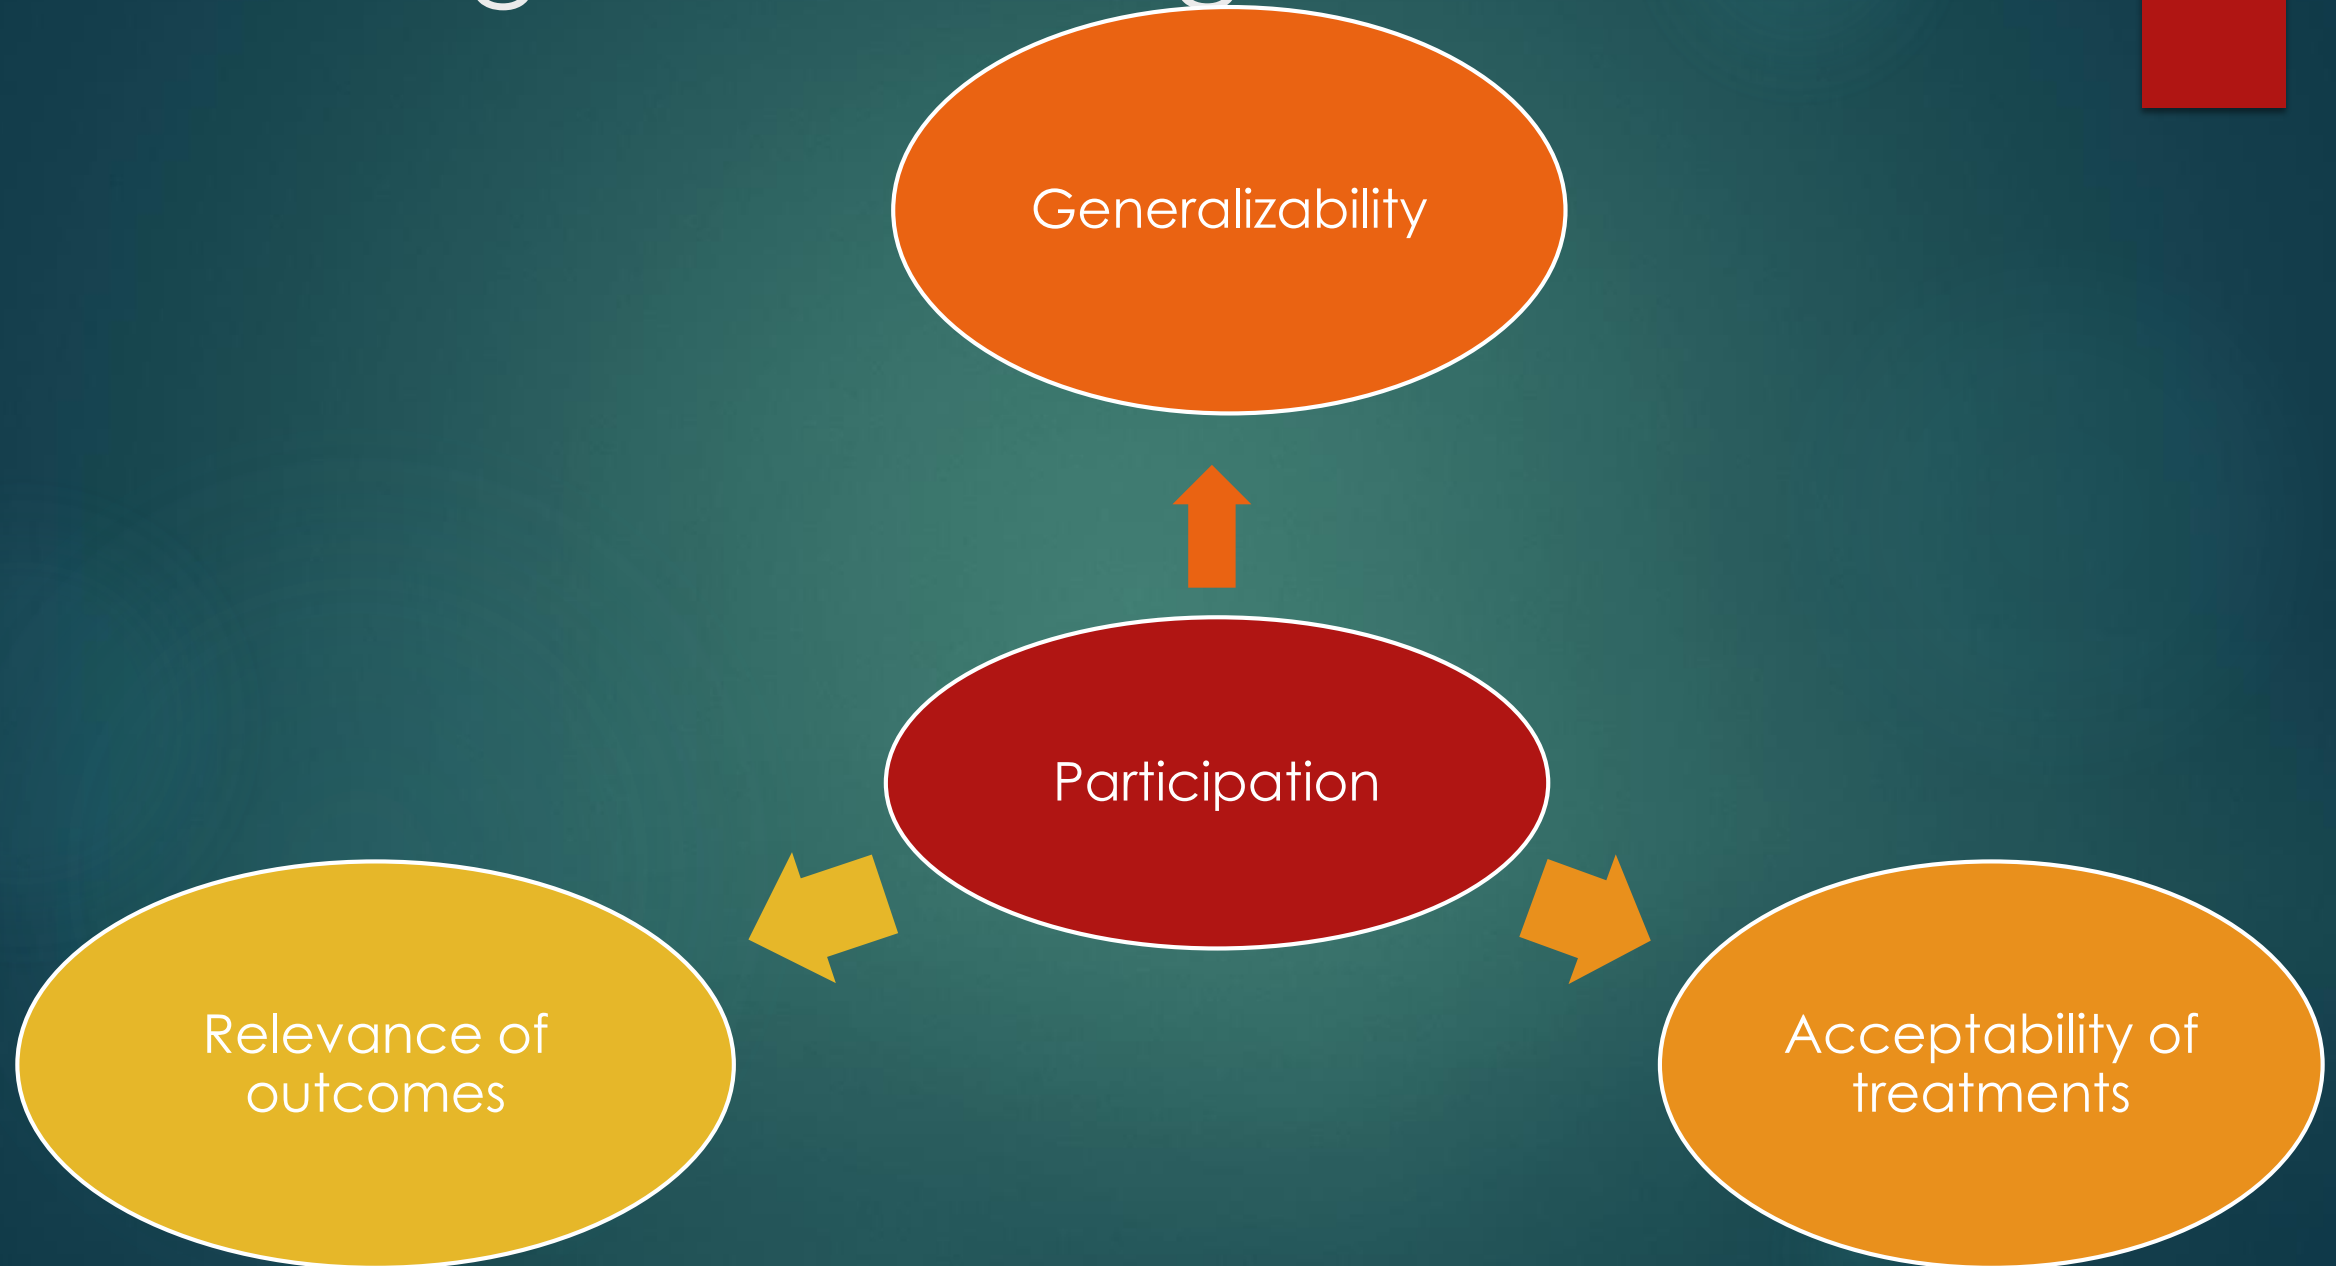 Generalizability
Participation
Relevance of
outcomes
Acceptability of
treatments